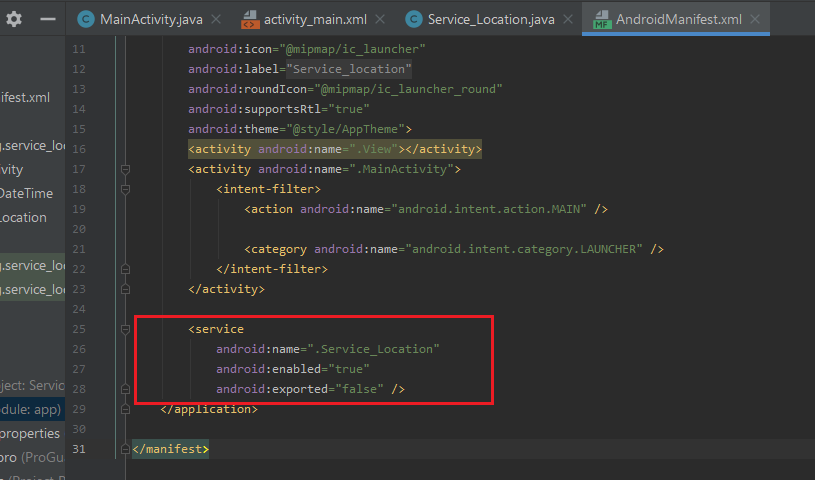 MainActivity.java
activity_main.xml
Service_Location.java
AndroidManifest.xml
ifest.xml
g.service_lo
ivity
DateTime
Location
g.service_loc
g.service_loc
ject: Servic
dule: app)
properties
pro (ProGua
11 android:icon="@mipmap/ic_launcher"
12 android:label="Service_location"
13 android:roundIcon="@mipmap/ic_launcher_round"
14 android:supportsRtl="true"
15 android:theme="@style/AppTheme">
16 <activity android:name=".View"></activity>
17 <activity android:name=".MainActivity">
18 <intent-filter>
19 <action android:name="android.intent.action.MAIN" />
20
21 <category android:name="android.intent.category.LAUNCHER" />
22 </intent-filter>
23 </activity>
24
25 <service
26 android:name=".Service_Location"
27 android:enabled="true"
28 android:exported="false" />
29 </application>
30
31 </manifest>